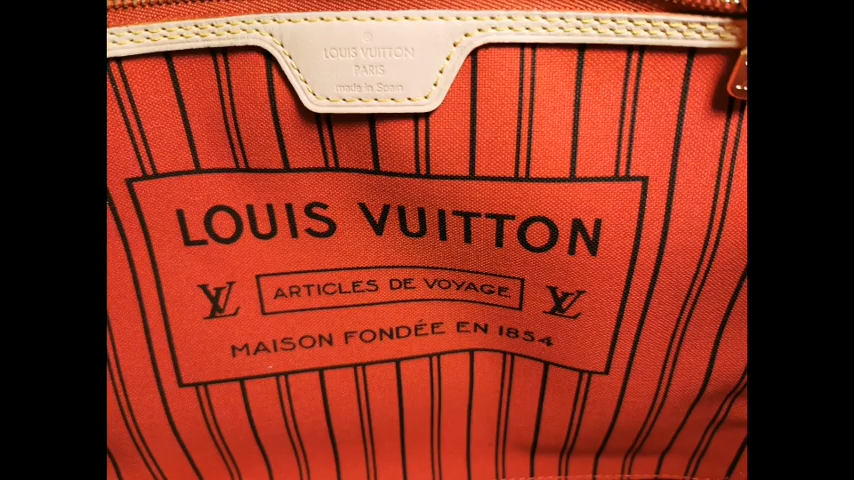 LOUIS VUITTON
PARIS
made in Spain
LOUIS VUITTON
LV ARTICLES DE VOYAGE LV
MAISON FONDÉE EN 1854